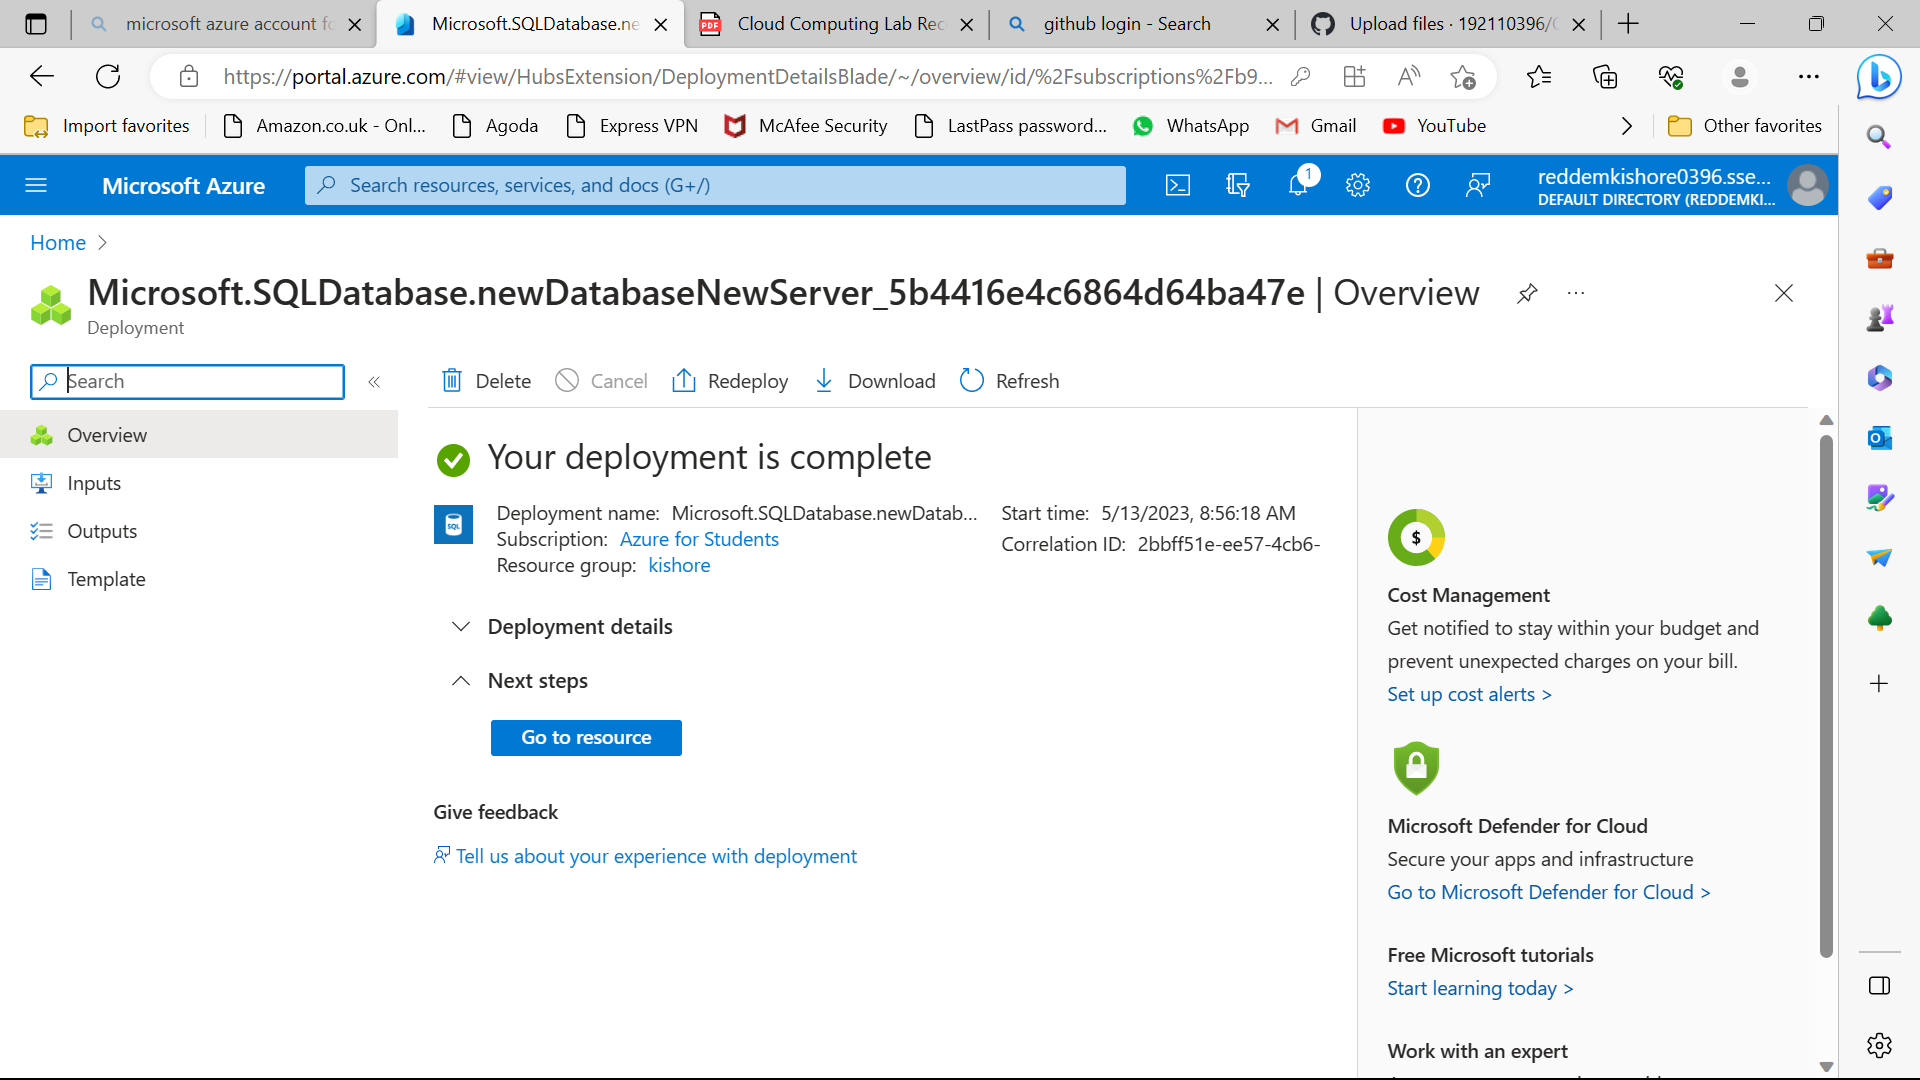 microsoft azure account fo
Microsoft.SQLDatabase.ne
PDF
Cloud Computing Lab Rec
github login - Search
Upload files · 192110396/
https://portal.azure.com/#view/HubsExtension/DeploymentDetailsBlade/~/overview/id/%2Fsubscriptions%2Fb9...
Import favorites
Amazon.co.uk - Onl...
Agoda
Express VPN
McAfee Security
LastPass password...
WhatsApp
Gmail
YouTube
Other favorites
Microsoft Azure
Search resources, services, and docs (G+/)
1
reddemkishore0396.sse...
DEFAULT DIRECTORY (REDDEMKI...
Home
Microsoft.SQLDatabase.newDatabaseNewServer_5b4416e4c6864d64ba47e | Overview
Deployment
Search
Delete
Cancel
Redeploy
Download
Refresh
Overview
Inputs
Outputs
Template
Your deployment is complete
SQL
Deployment name: Microsoft.SQLDatabase.newDatab...
Subscription: Azure for Students
Resource group: kishore
Start time: 5/13/2023, 8:56:18 AM
Correlation ID: 2bbff51e-ee57-4cb6-
Deployment details
Next steps
Go to resource
Give feedback
Tell us about your experience with deployment
$
Cost Management
Get notified to stay within your budget and
prevent unexpected charges on your bill.
Set up cost alerts >
Microsoft Defender for Cloud
Secure your apps and infrastructure
Go to Microsoft Defender for Cloud >
Free Microsoft tutorials
Start learning today >
Work with an expert